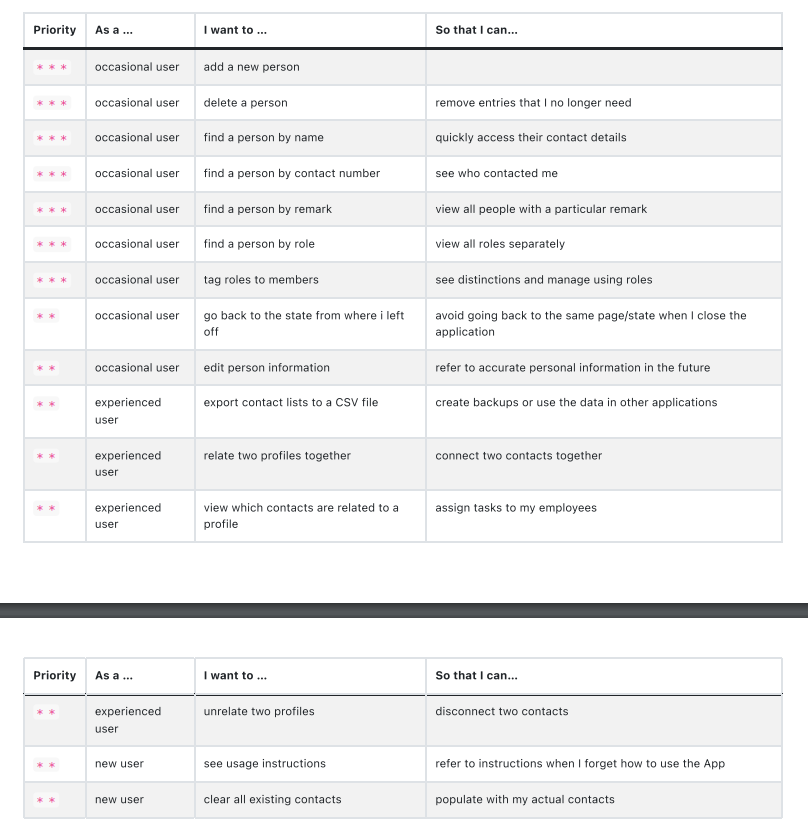 Priority As a ... I want to ... So that I can...
* * * occasional user add a new person
* * * occasional user delete a person remove entries that I no longer need
* * * occasional user find a person by name quickly access their contact details
* * * occasional user find a person by contact number see who contacted me
* * * occasional user find a person by remark view all people with a particular remark
* * * occasional user find a person by role view all roles separately
* * * occasional user tag roles to members see distinctions and manage using roles
* * occasional user go back to the state from where i left avoid going back to the same page/state when I close the
off application
* * occasional user edit person information refer to accurate personal information in the future
* * experienced export contact lists to a CSV file create backups or use the data in other applications
user
* * experienced relate two profiles together connect two contacts together
user
* * experienced view which contacts are related to a assign tasks to my employees
user profile
Priority As a ... I want to ... So that I can...
* * experienced unrelate two profiles disconnect two contacts
user
* * new user see usage instructions refer to instructions when I forget how to use the App
* * new user clear all existing contacts populate with my actual contacts